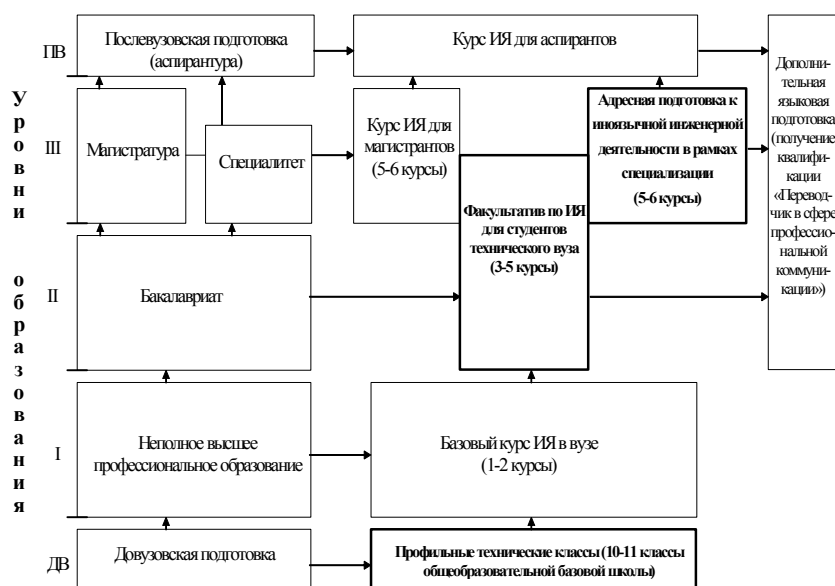 Уровни образования
ПВ
Послевузовская подготовка
(аспирантура)
Курс ИЯ для аспирантов
Дополни-
тельная
языковая
подготовка
(получение
квалифи-
кации
«Перевод-
чик в сфере
профессио-
нальной
коммуни-
кации»)
III
Магистратура
Специалитет
Курс ИЯ для
магистрантов
(5-6 курсы)
Адресная подготовка к
иноязычной инженерной
деятельности в рамках
специализации
(5-6 курсы)
Факультатив по ИЯ
для студентов
технического вуза
(3-5 курсы)
II
Бакалавриат
I
Неполное высшее
профессиональное образование
Базовый курс ИЯ в вузе
(1-2 курсы)
ДВ
Довузовская подготовка
Профильные технические классы (10-11 классы
общеобразовательной базовой школы)